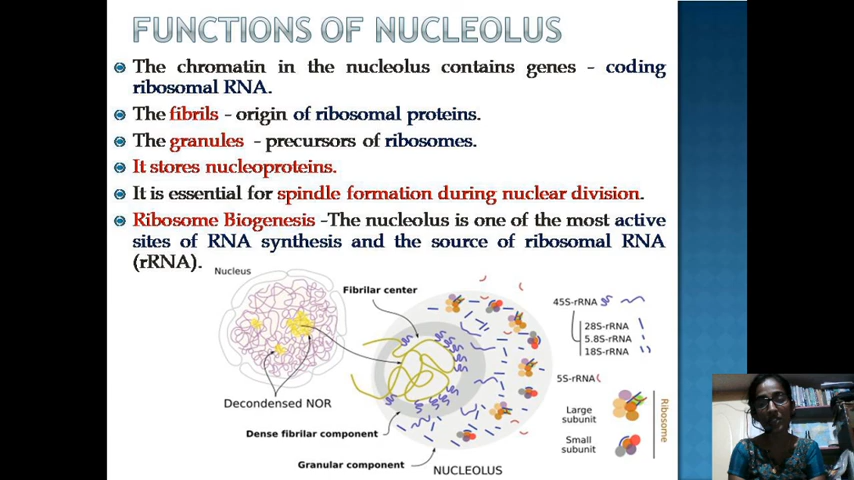 FUNCTIONS OF NUCLEOLUS
The chromatin in the nucleolus contains genes - coding
ribosomal RNA.
The fibrils - origin of ribosomal proteins.
The granules - precursors of ribosomes.
It stores nucleoproteins.
It is essential for spindle formation during nuclear division.
Ribosome Biogenesis -The nucleolus is one of the most active
sites of RNA synthesis and the source of ribosomal RNA
(rRNA).
Nucleus
Fibrilar center
Decondensed NOR
Dense fibrilar component
Granular component
NUCLEOLUS
45S-rRNA
28S-rRNA
5.8S-rRNA
18S-rRNA
5S-rRNA
Large
subunit
Small
subunit
Ribosome